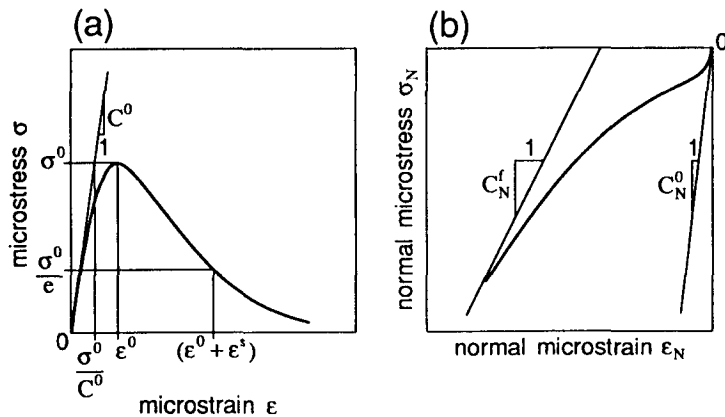 (a)
microstress σ
C⁰
1
σ⁰
σ⁰
e
0
σ⁰
C⁰
ε⁰
(ε⁰ + εˢ)
microstrain ε
(b)
0
normal microstress σ_N
1
C_N^f
1
C_N^0
normal microstrain ε_N